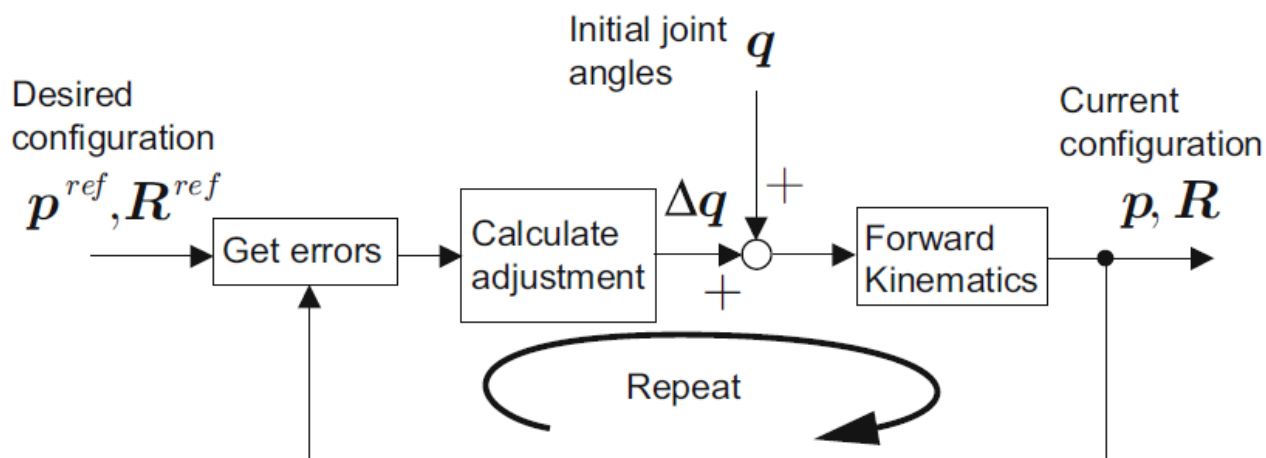 Initial joint q
angles
Desired
configuration
p^ref, R^ref
Current
configuration
p, R
Get errors
Calculate
adjustment
Δq
+
+
Forward
Kinematics
Repeat